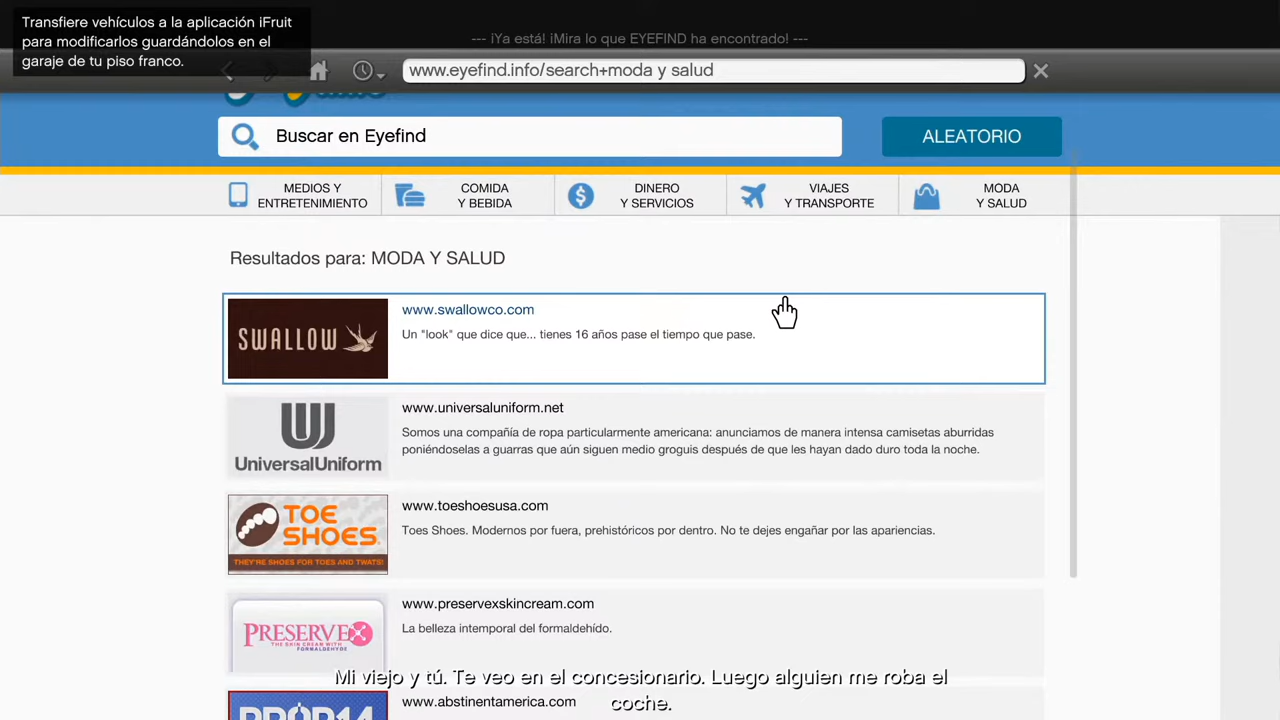 Transfiere vehículos a la aplicación iFruit
para modificarlos guardándolos en el
garaje de tu piso franco.
--- ¡Ya está! ¡Mira lo que EYEFIND ha encontrado! ---
www.eyefind.info/search+moda y salud
Buscar en Eyefind
ALEATORIO
MEDIOS Y
ENTRETENIMIENTO
COMIDA
Y BEBIDA
DINERO
Y SERVICIOS
VIAJES
Y TRANSPORTE
MODA
Y SALUD
Resultados para: MODA Y SALUD
SWALLOW
www.swallowco.com
Un "look" que dice que... tienes 16 años pase el tiempo que pase.
UNIVERSALUNIFORM
www.universaluniform.net
Somos una compañía de ropa particularmente americana: anunciamos de manera intensa camisetas aburridas
poniéndoselas a guarras que aún siguen medio groguis después de que les hayan dado duro toda la noche.
TOE
SHOES
THEY'RE SHOES FOR TOES AND TWATS!
www.toeshoesusa.com
Toes Shoes. Modernos por fuera, prehistóricos por dentro. No te dejes engañar por las apariencias.
PRESERVEX
THE SKIN CREAM WITH
FORMALDEHYDE
www.preservexskincream.com
La belleza intemporal del formaldehído.
www.abstinentamerica.com
Mi viejo y tú. Te veo en el concesionario. Luego alguien me roba el
coche.